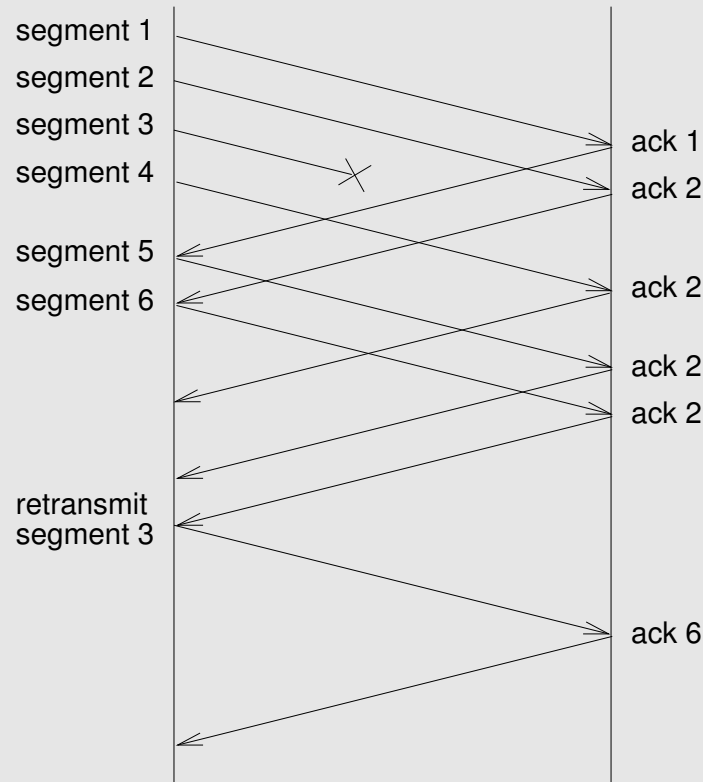 segment 1
segment 2
segment 3
segment 4
segment 5
segment 6
retransmit
segment 3
ack 1
ack 2
ack 2
ack 2
ack 2
ack 6